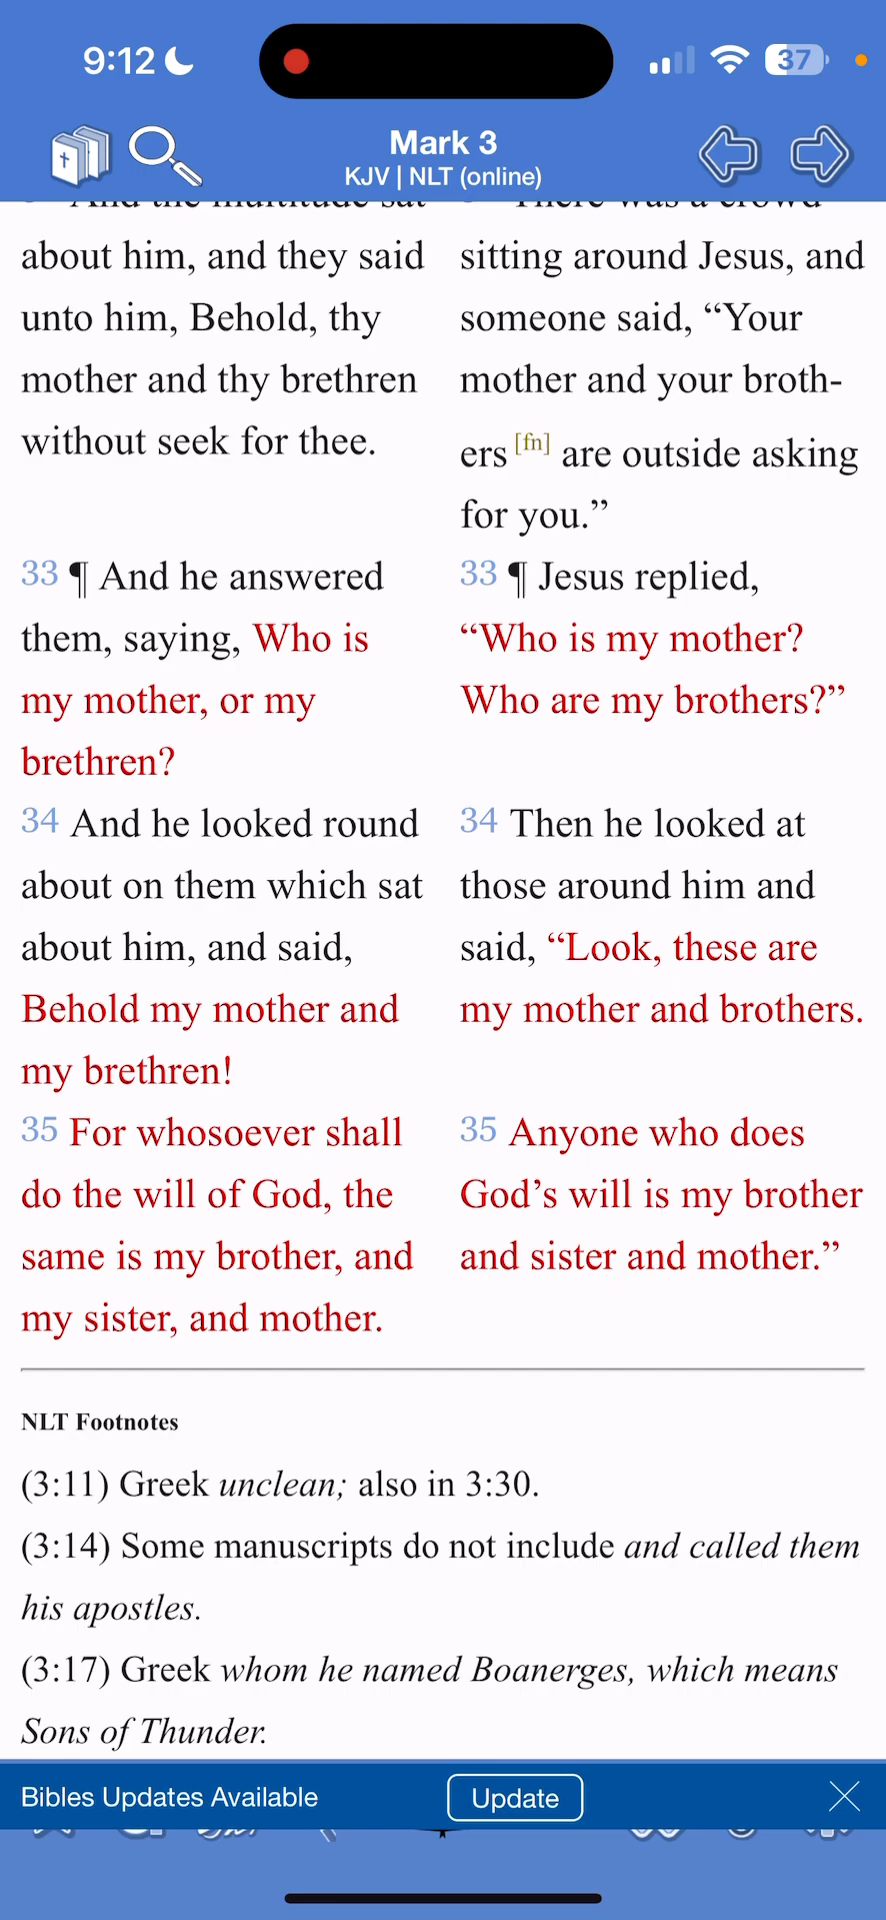 9:12
37
Mark 3
KJV | NLT (online)
And the multitude sat
about him, and they said
unto him, Behold, thy
mother and thy brethren
without seek for thee.
33 ¶ And he answered
them, saying, Who is
my mother, or my
brethren?
34 And he looked round
about on them which sat
about him, and said,
Behold my mother and
my brethren!
35 For whosoever shall
do the will of God, the
same is my brother, and
my sister, and mother.
There was a crowd
sitting around Jesus, and
someone said, “Your
mother and your broth-
ers [fn] are outside asking
for you.”
33 ¶ Jesus replied,
“Who is my mother?
Who are my brothers?”
34 Then he looked at
those around him and
said, “Look, these are
my mother and brothers.
35 Anyone who does
God’s will is my brother
and sister and mother.”
NLT Footnotes
(3:11) Greek unclean; also in 3:30.
(3:14) Some manuscripts do not include and called them
his apostles.
(3:17) Greek whom he named Boanerges, which means
Sons of Thunder.
Bibles Updates Available
Update